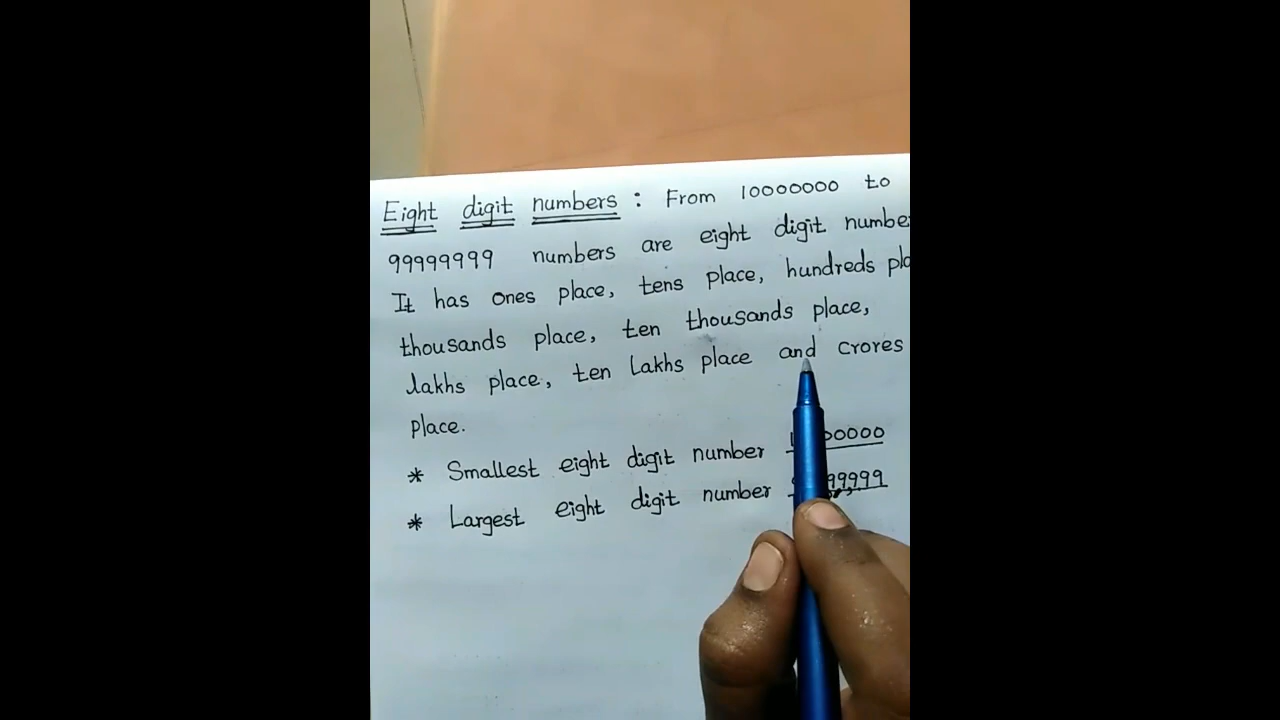 Eight digit numbers : From 10000000 to
99999999 numbers are eight digit
It has ones place, tens place, hundreds
thousands place, ten thousands place,
lakhs place, ten lakhs place and crores
place.
* Smallest eight digit number
* Largest eight digit number